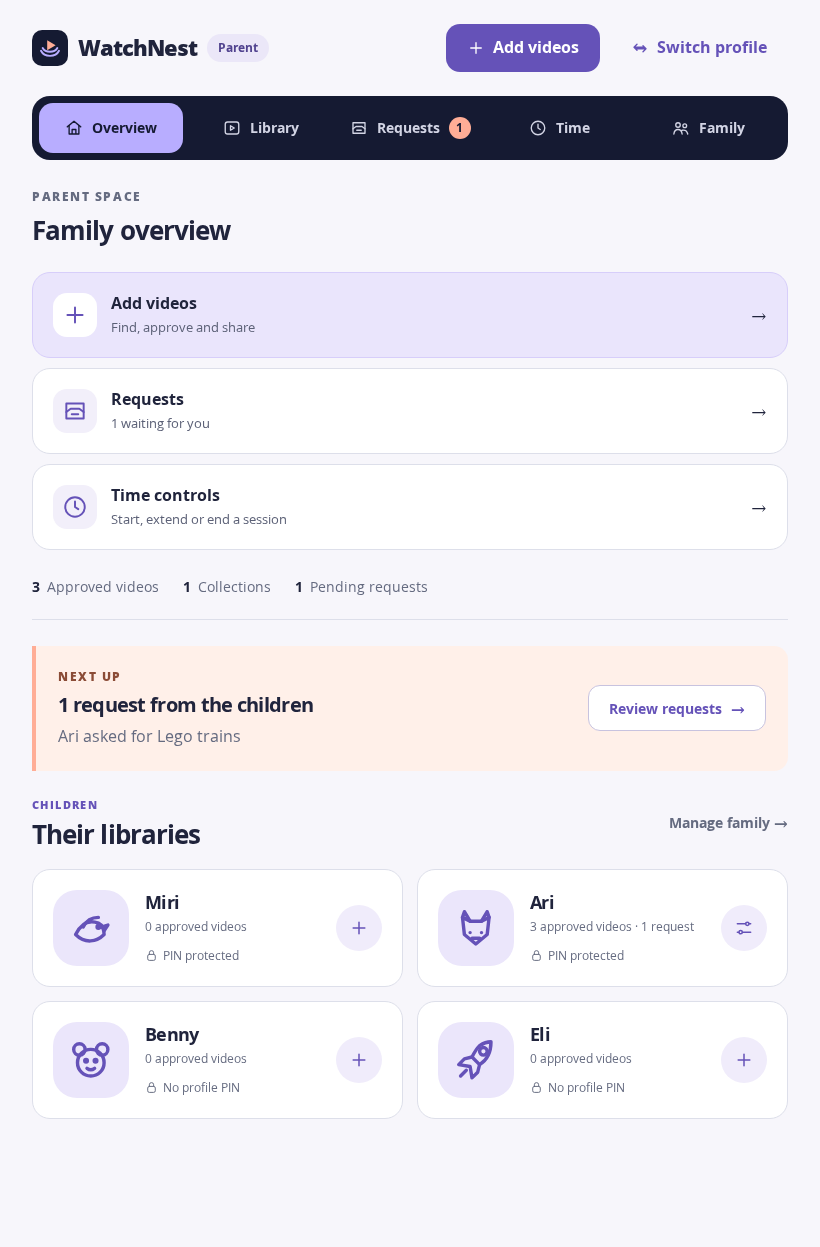 WatchNest Parent
+ Add videos
↔ Switch profile
Overview
Library
Requests 1
Time
Family
PARENT SPACE
Family overview
Add videos
Find, approve and share
→
Requests
1 waiting for you
→
Time controls
Start, extend or end a session
→
3 Approved videos 1 Collections 1 Pending requests
NEXT UP
1 request from the children
Ari asked for Lego trains
Review requests →
CHILDREN
Their libraries
Manage family →
Miri
0 approved videos
PIN protected
Ari
3 approved videos · 1 request
PIN protected
Benny
0 approved videos
No profile PIN
Eli
0 approved videos
No profile PIN